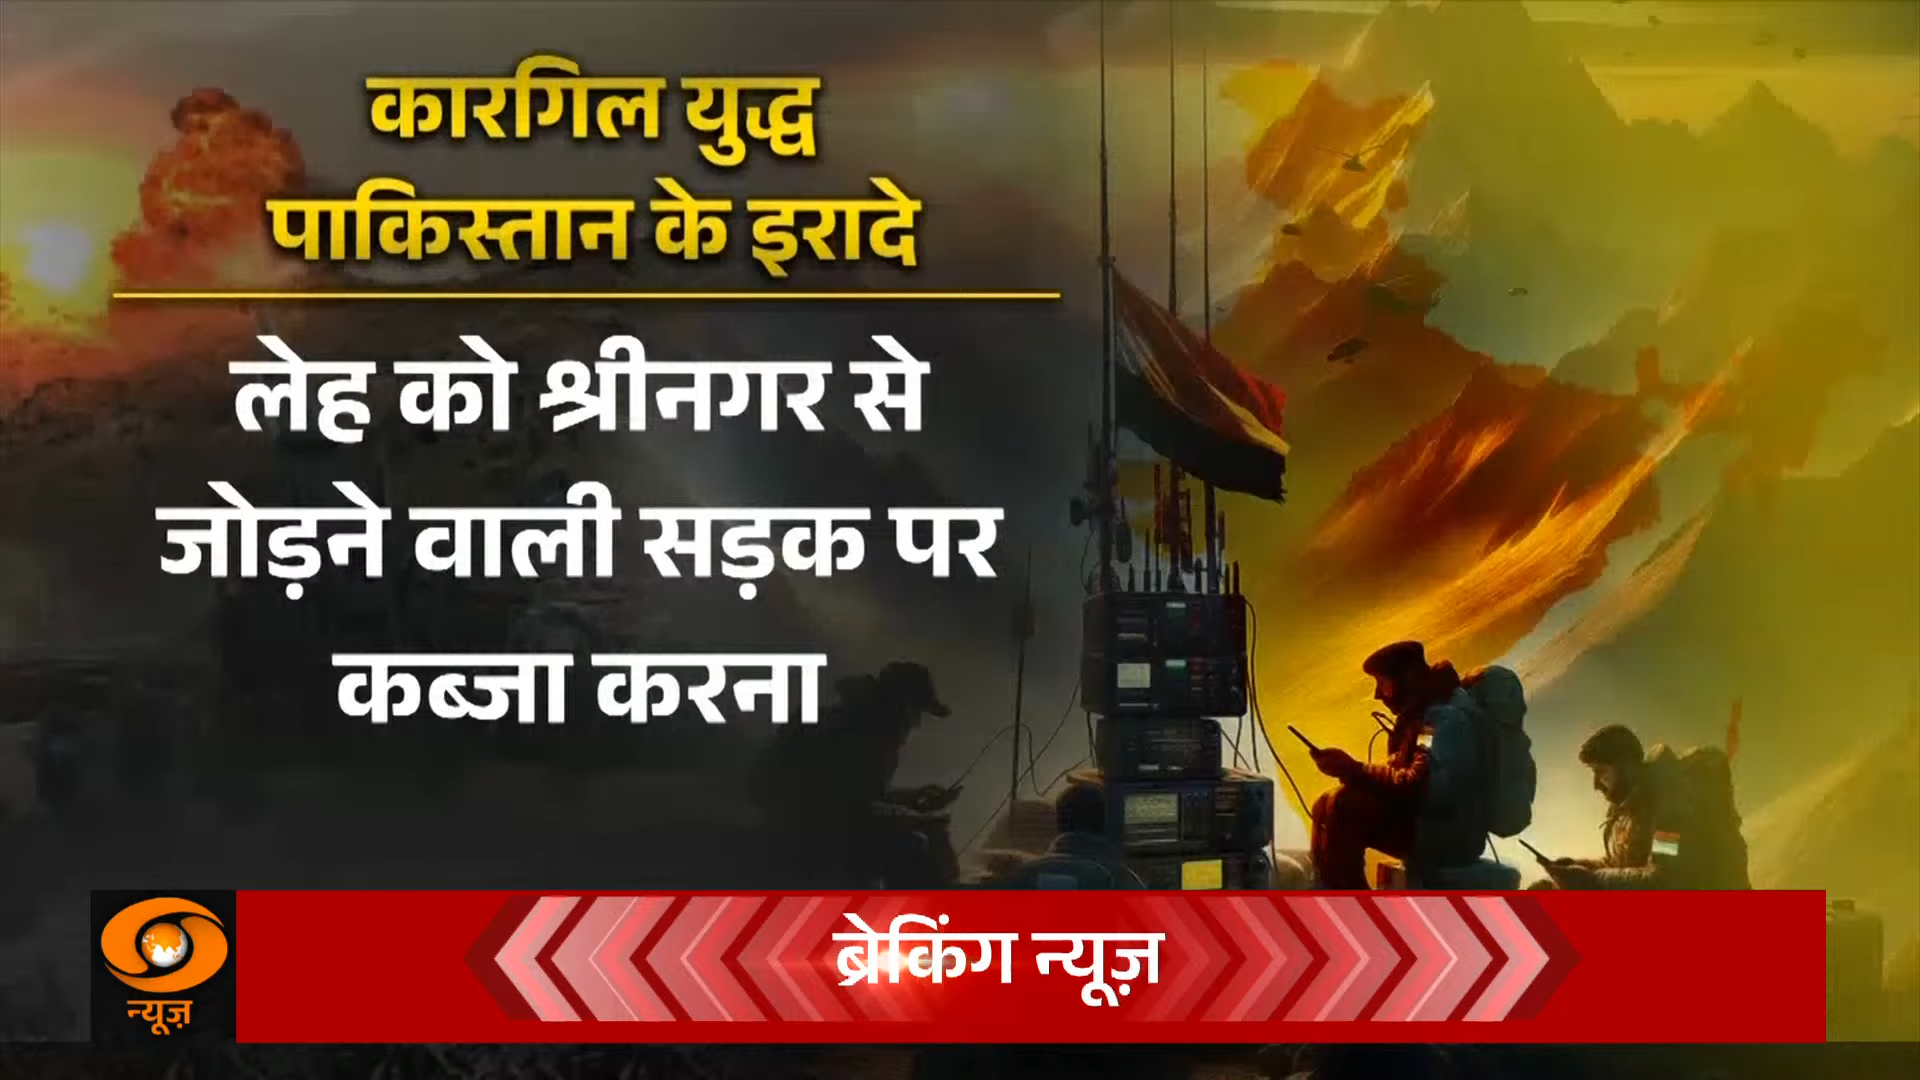 कारगिल युद्ध
पाकिस्तान के इरादे
लेह को श्रीनगर से
जोड़ने वाली सड़क पर
कब्जा करना
ब्रेकिंग न्यूज़
न्यूज़